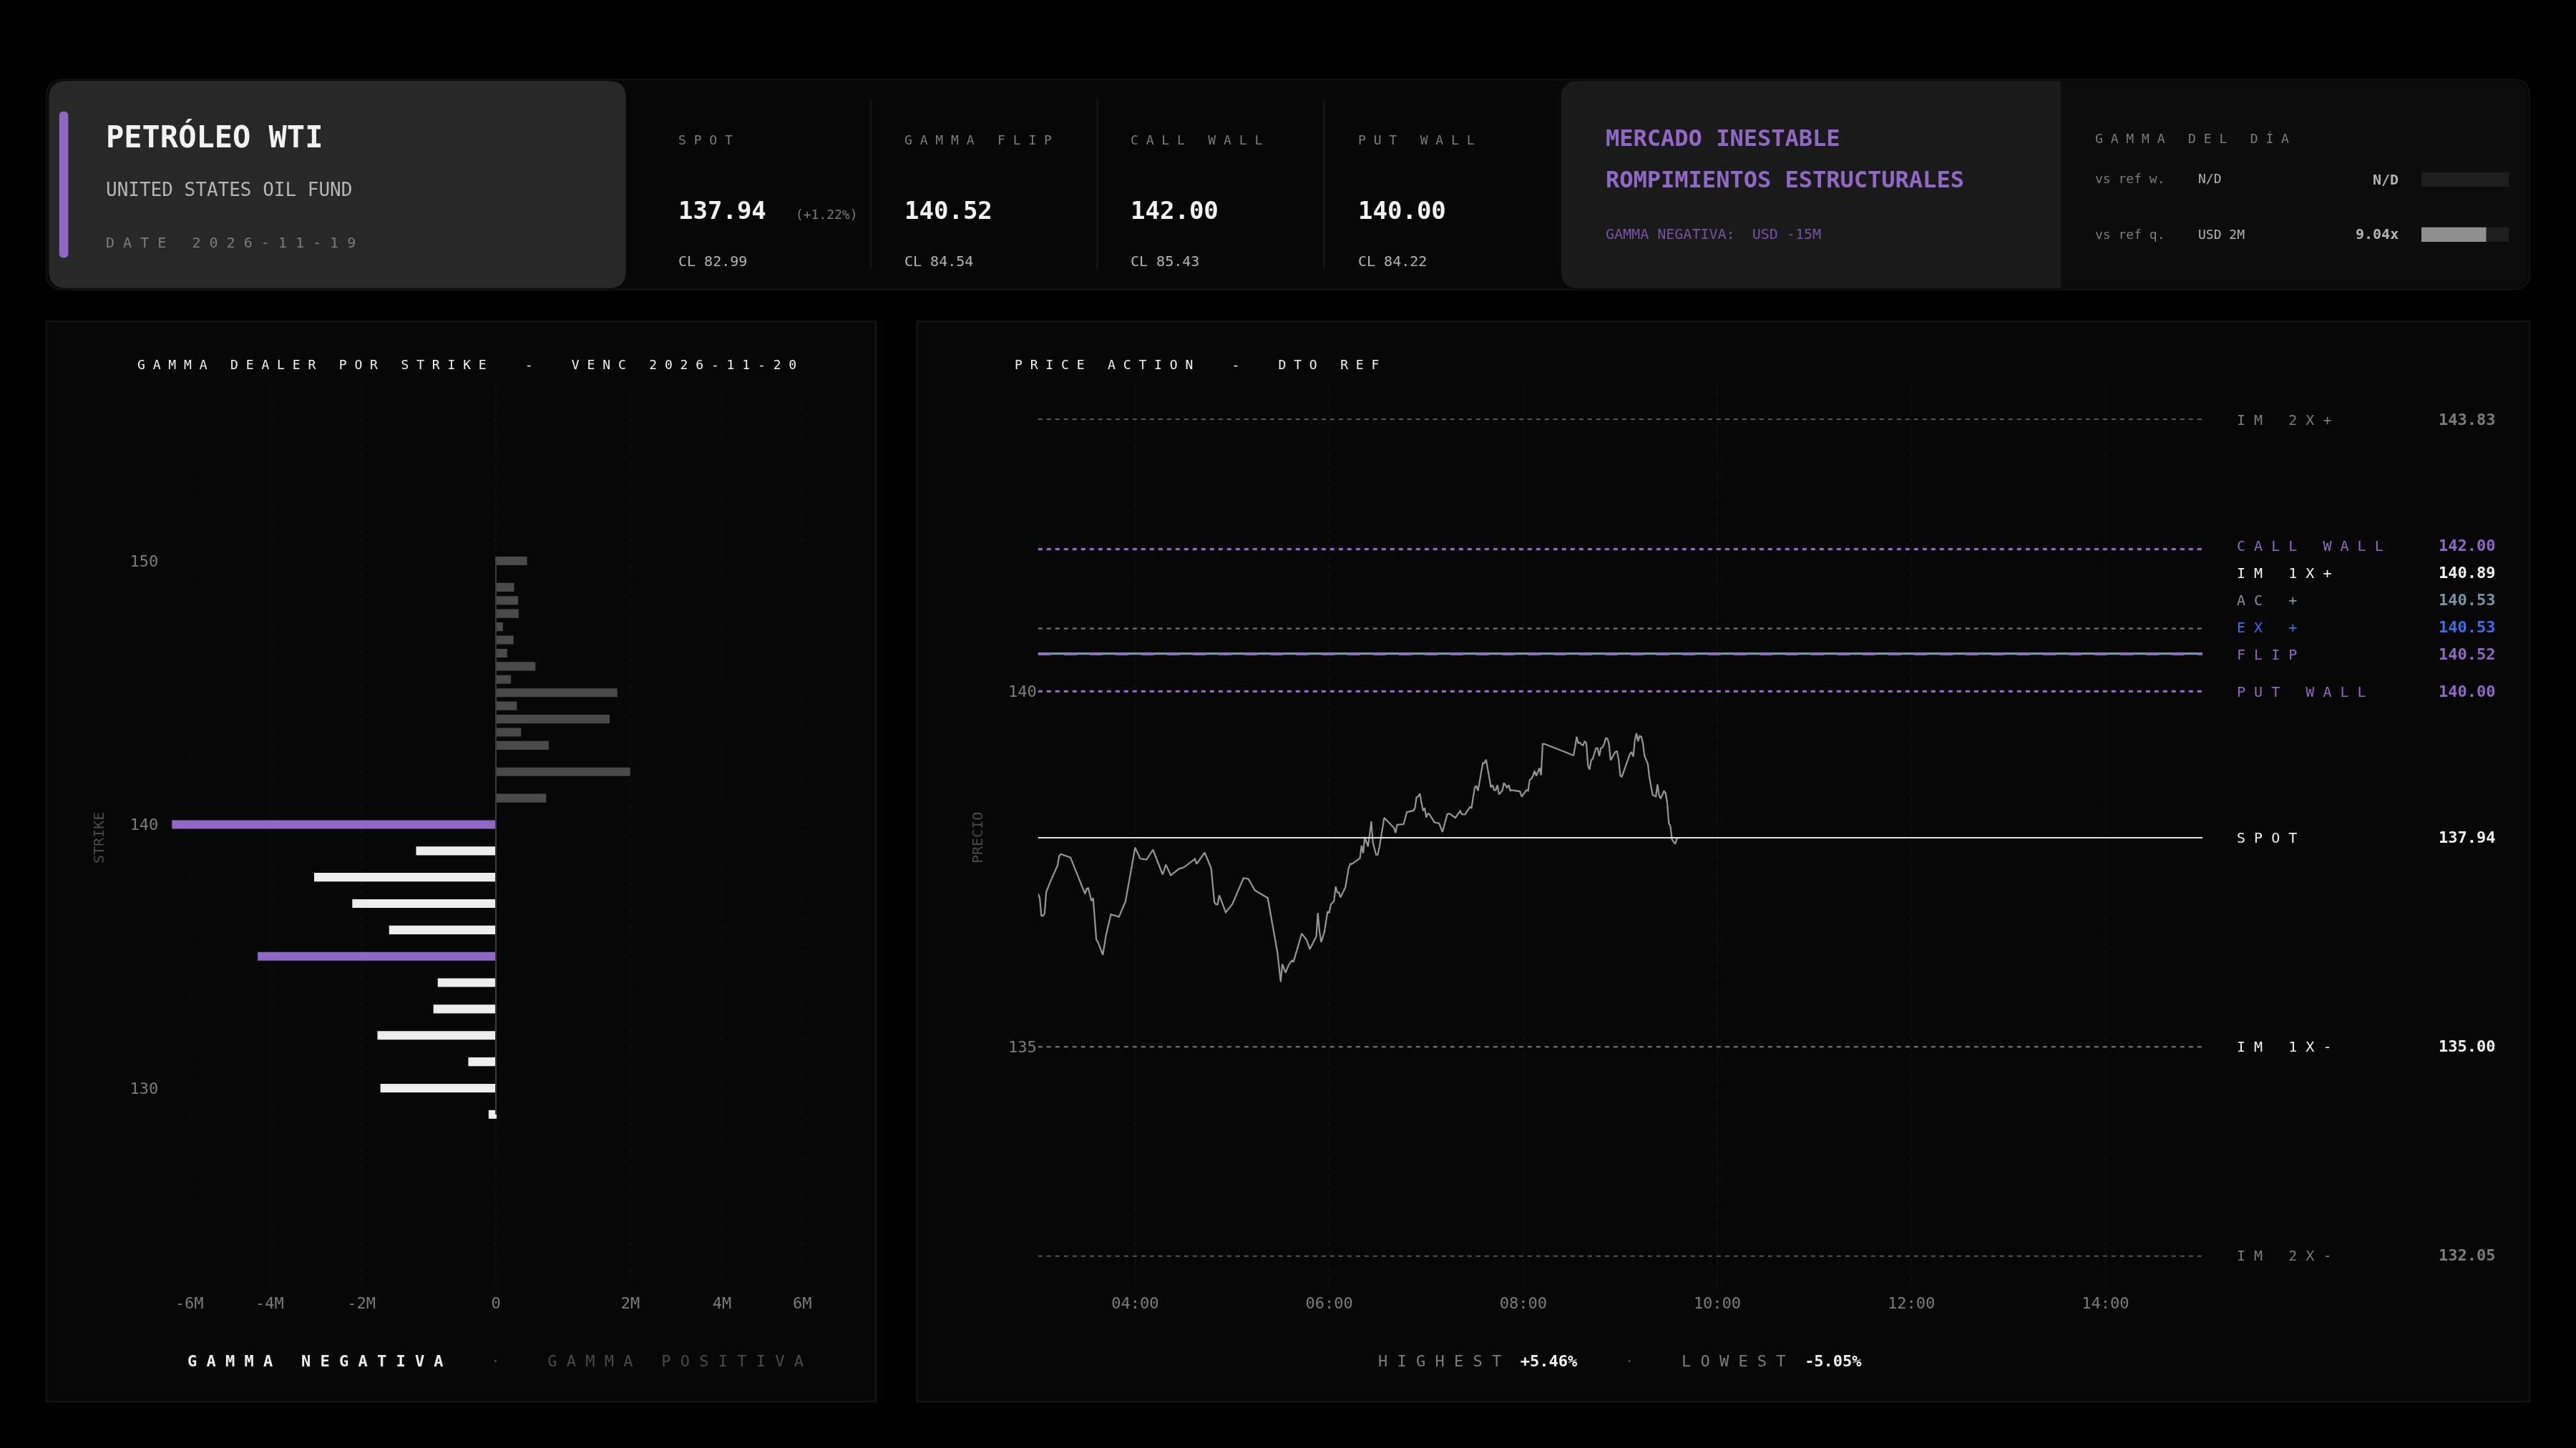 PETRÓLEO WTI
UNITED STATES OIL FUND
DATE 2026-11-19
SPOT
137.94 (+1.22%)
CL 82.99
GAMMA FLIP
140.52
CL 84.54
CALL WALL
142.00
CL 85.43
PUT WALL
140.00
CL 84.22
MERCADO INESTABLE
ROMPIMIENTOS ESTRUCTURALES
GAMMA NEGATIVA: USD -15M
GAMMA DEL DÍA
vs ref w. N/D N/D
vs ref q. USD 2M 9.04x
GAMMA DEALER POR STRIKE - VENC 2026-11-20
STRIKE
150
140
130
-6M -4M -2M 0 2M 4M 6M
GAMMA NEGATIVA · GAMMA POSITIVA
PRICE ACTION - DTO REF
PRECIO
140
135
IM 2X+ 143.83
CALL WALL 142.00
IM 1X+ 140.89
AC + 140.53
EX + 140.53
FLIP 140.52
PUT WALL 140.00
SPOT 137.94
IM 1X- 135.00
IM 2X- 132.05
04:00 06:00 08:00 10:00 12:00 14:00
HIGHEST +5.46% · LOWEST -5.05%